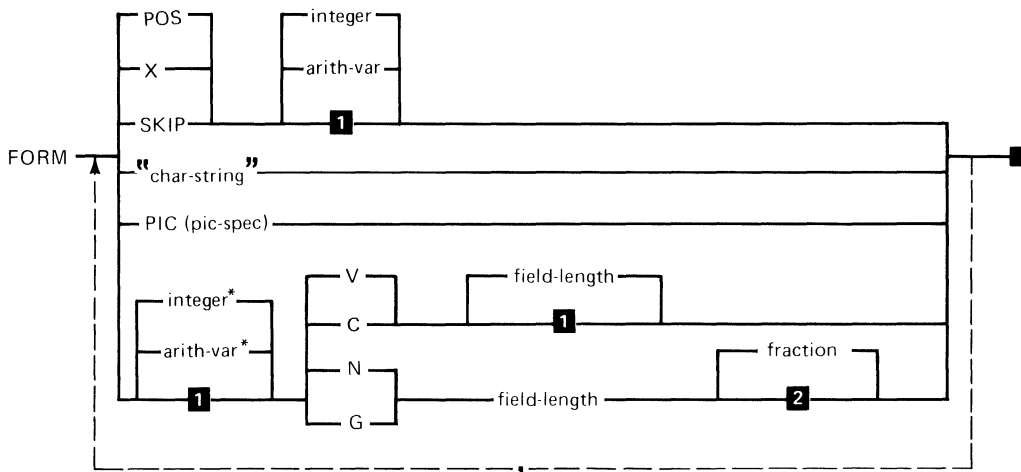 POS
integer
X
arith-var
SKIP
1
FORM
"char-string"
PIC (pic-spec)
V
field-length
integer*
C
1
arith-var*
N
fraction
1
field-length
2
G
,